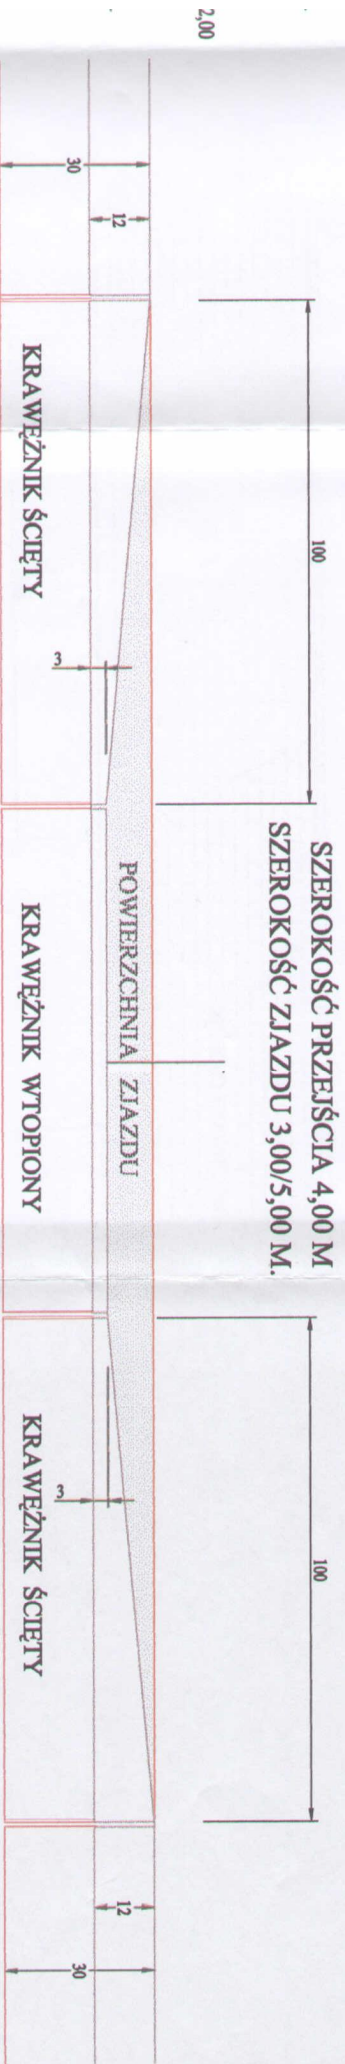 2,00
SZEROKOŚĆ PRZEJŚCIA 4,00 M
SZEROKOŚĆ ZJAZDU 3,00/5,00 M.
100
100
30
12
3
POWIERZCHNIA ZJAZDU
3
12
30
KRAWĘŻNIK ŚCIĘTY
KRAWĘŻNIK WTOPIONY
KRAWĘŻNIK ŚCIĘTY